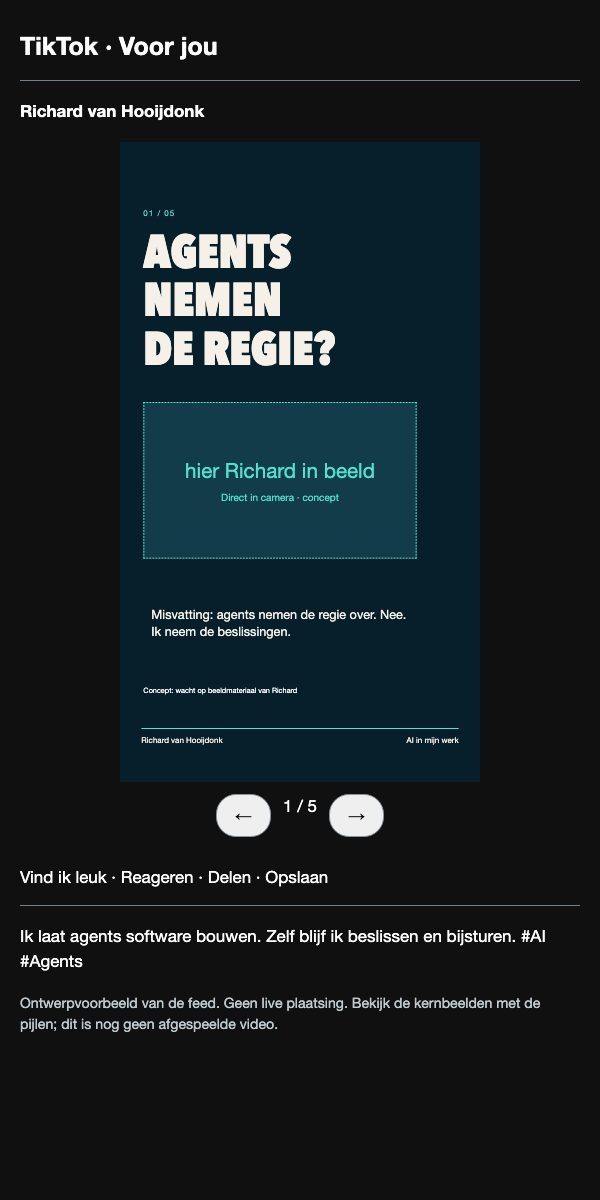 TikTok · Voor jou
Richard van Hooijdonk
01 / 05
AGENTS
NEMEN
DE REGIE?
hier Richard in beeld
Direct in camera · concept
Misvatting: agents nemen de regie over. Nee.
Ik neem de beslissingen.
Concept: wacht op beeldmateriaal van Richard
Richard van Hooijdonk
AI in mijn werk
← 1 / 5 →
Vind ik leuk · Reageren · Delen · Opslaan
Ik laat agents software bouwen. Zelf blijf ik beslissen en bijsturen. #AI
#Agents
Ontwerpvoorbeeld van de feed. Geen live plaatsing. Bekijk de kernbeelden met de
pijlen; dit is nog geen afgespeelde video.